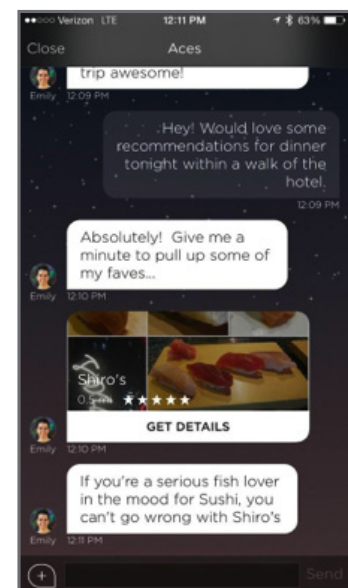 Verizon LTE 12:11 PM 63%
Close Aces
trip awesome!
Emily 12:09 PM
Hey! Would love some
recommendations for dinner
tonight within a walk of the
hotel.
12:09 PM
Absolutely! Give me a
minute to pull up some of
my faves...
Emily 12:10 PM
Shiro's
0.5 mi ★★★★★
GET DETAILS
Emily 12:10 PM
If you're a serious fish lover
in the mood for Sushi, you
can't go wrong with Shiro's
Emily 12:11 PM
Send